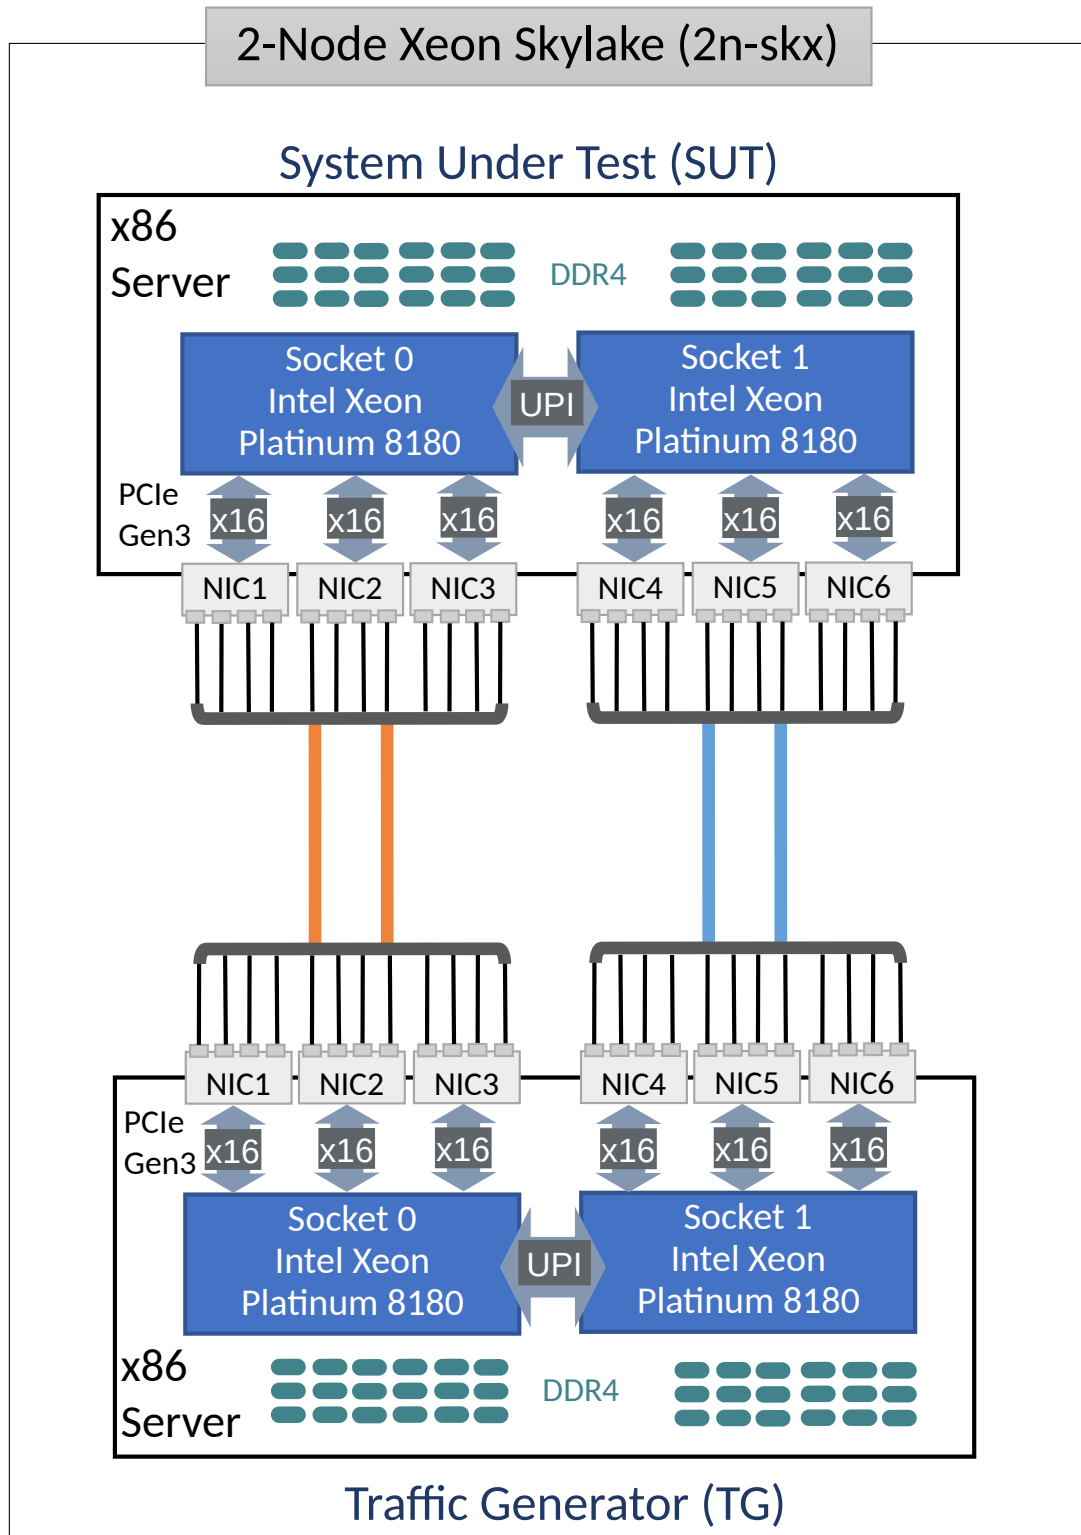 2-Node Xeon Skylake (2n-skx)
System Under Test (SUT)
x86
Server
DDR4
Socket 0
Intel Xeon
Platinum 8180
UPI
Socket 1
Intel Xeon
Platinum 8180
PCIe
Gen3
x16
x16
x16
x16
x16
x16
NIC1
NIC2
NIC3
NIC4
NIC5
NIC6
NIC1
NIC2
NIC3
NIC4
NIC5
NIC6
PCIe
Gen3
x16
x16
x16
x16
x16
x16
Socket 0
Intel Xeon
Platinum 8180
UPI
Socket 1
Intel Xeon
Platinum 8180
x86
Server
DDR4
Traffic Generator (TG)